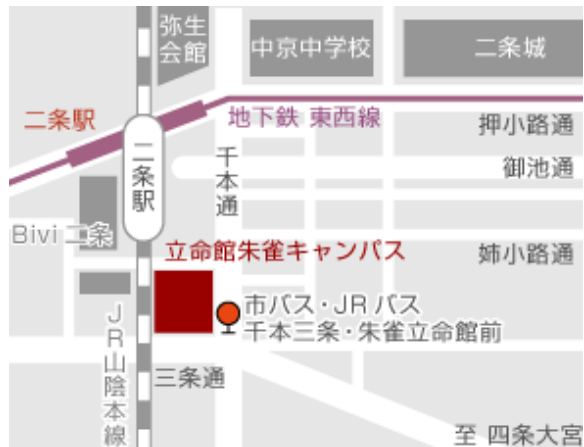 弥生
会館
中京中学校
二条城
二条駅
地下鉄 東西線
押小路通
二条駅
千本通
御池通
Bivi 二条
立命館朱雀キャンパス
姉小路通
市バス・JRバス
千本三条・朱雀立命館前
JR山陰本線
三条通
至 四条大宮